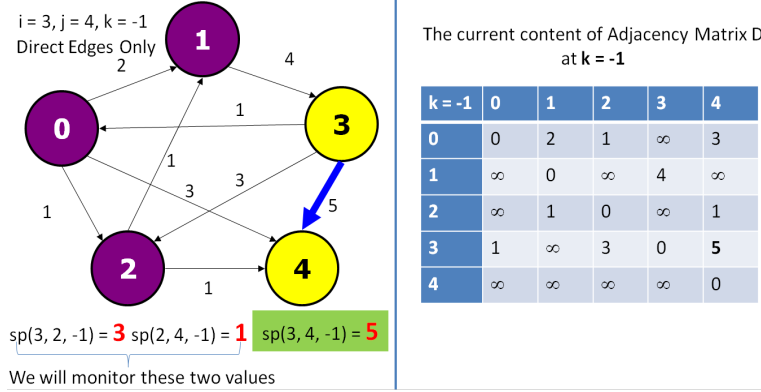 i = 3, j = 4, k = -1
Direct Edges Only
1
2
4
0
1
3
1
3
3
5
1
2
4
1
sp(3, 2, -1) = 3 sp(2, 4, -1) = 1 sp(3, 4, -1) = 5
We will monitor these two values
The current content of Adjacency Matrix D
at k = -1
k = -1 0 1 2 3 4
0 0 2 1 ∞ 3
1 ∞ 0 ∞ 4 ∞
2 ∞ 1 0 ∞ 1
3 1 ∞ 3 0 5
4 ∞ ∞ ∞ ∞ 0